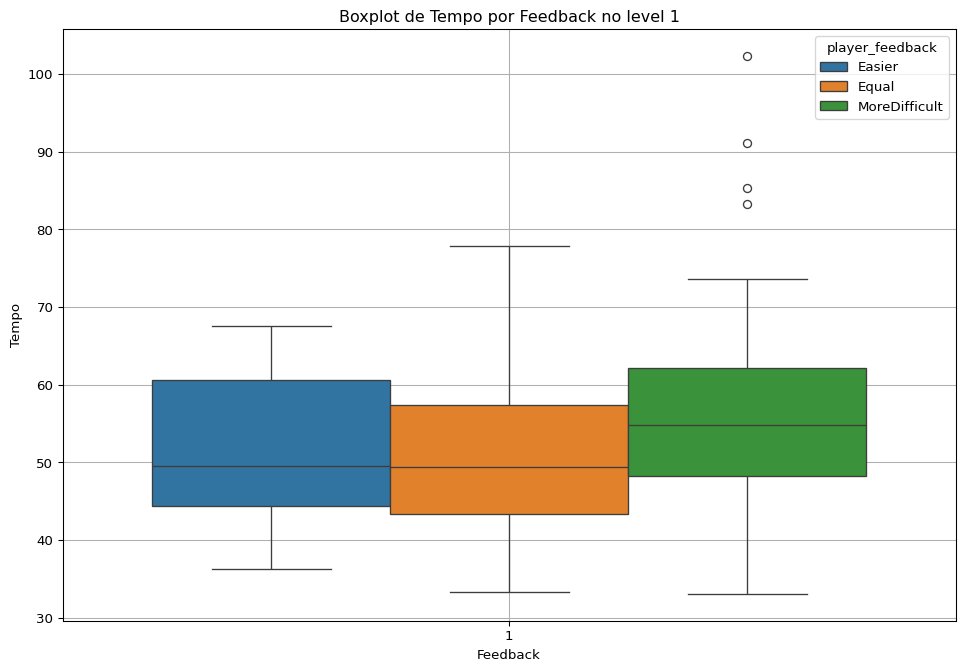 Boxplot de Tempo por Feedback no level 1
player_feedback
Easier
Equal
MoreDifficult
100
90
80
70
60
50
40
30
Tempo
1
Feedback